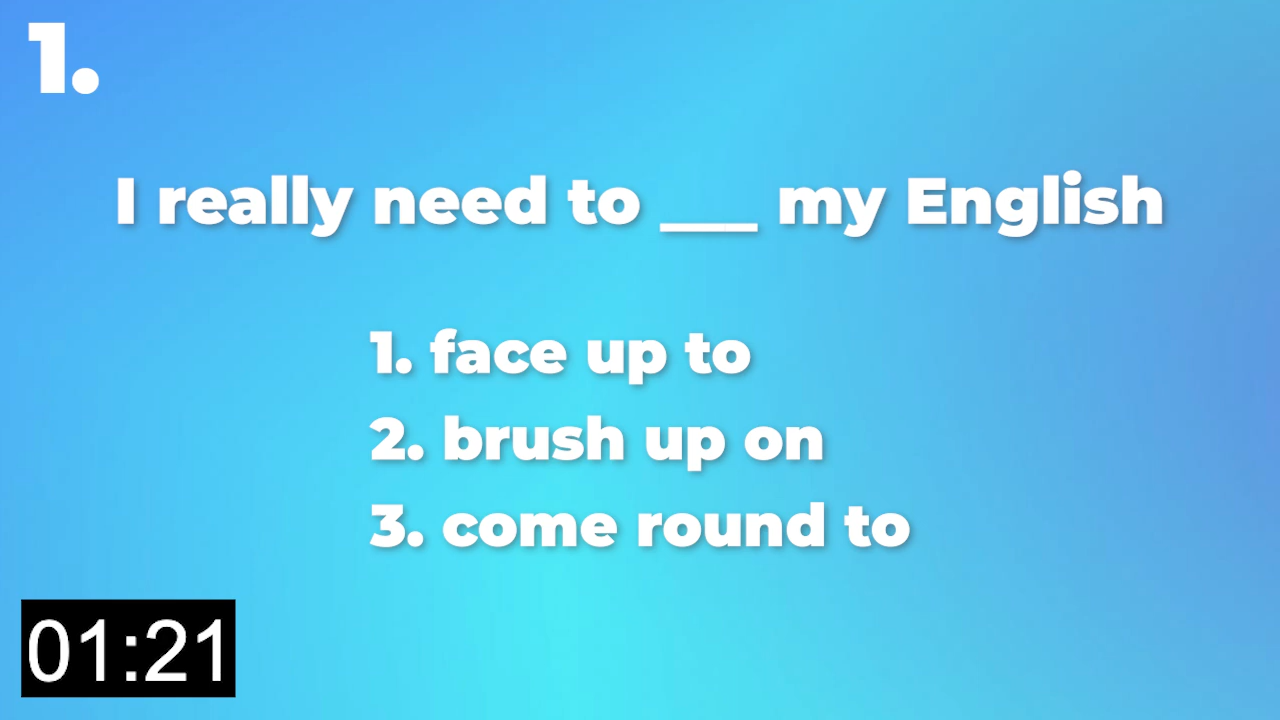 1.
I really need to ___ my English
1. face up to
2. brush up on
3. come round to
01:21